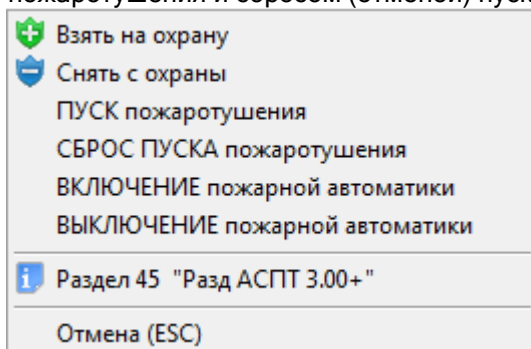 пожаротушения и сбросом (отменой) пуск
Взять на охрану
Снять с охраны
ПУСК пожаротушения
СБРОС ПУСКА пожаротушения
ВКЛЮЧЕНИЕ пожарной автоматики
ВЫКЛЮЧЕНИЕ пожарной автоматики
Раздел 45 "Разд АСПТ 3.00+"
Отмена (ESC)